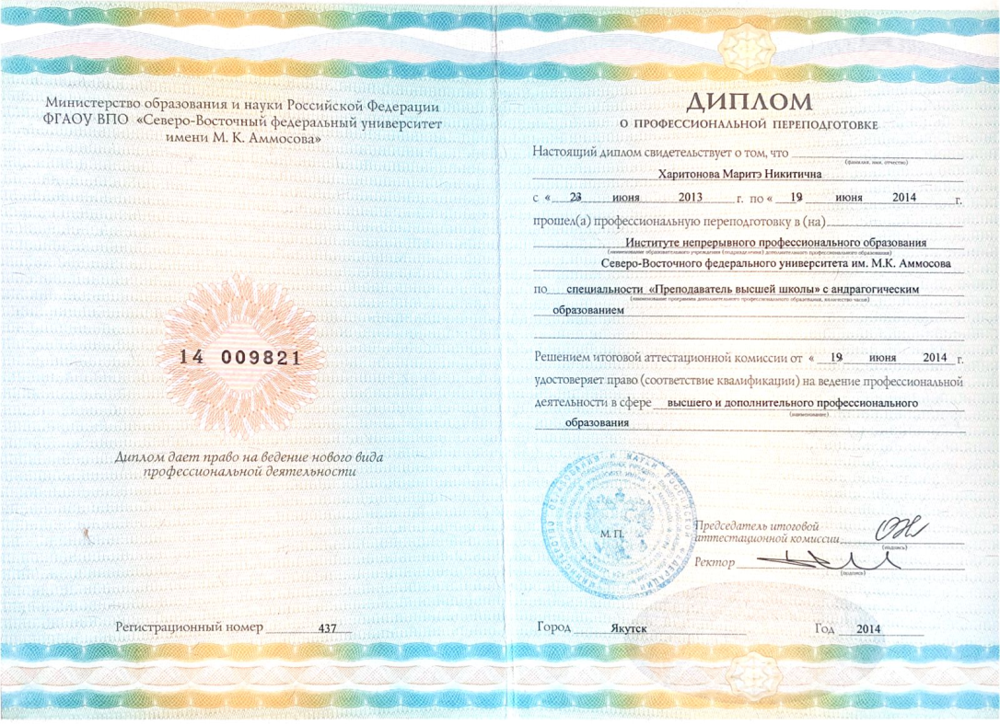 Министерство образования и науки Российской Федерации
ФГАОУ ВПО «Северо-Восточный федеральный университет
имени М. К. Аммосова»
14 009821
Диплом дает право на ведение нового вида
профессиональной деятельности
Регистрационный номер 437
ДИПЛОМ
О ПРОФЕССИОНАЛЬНОЙ ПЕРЕПОДГОТОВКЕ
Настоящий диплом свидетельствует о том, что
(фамилия, имя, отчество)
Харитонова Маритэ Никитична
с « 23 июня 2013 г. по « 19 июня 2014 г.
прошел(а) профессиональную переподготовку в (на)
Институте непрерывного профессионального образования
(наименование образовательного учреждения (подразделения) дополнительного профессионального образования)
Северо-Восточного федерального университета им. М.К. Аммосова
по специальности «Преподаватель высшей школы» с андрагогическим
(наименование программы дополнительного профессионального образования, количество часов)
образованием
Решением итоговой аттестационной комиссии от « 19 июня 2014 г.
удостоверяет право (соответствие квалификации) на ведение профессиональной
деятельности в сфере высшего и дополнительного профессионального
(наименование)
образования
М.П.
Председатель итоговой
аттестационной комиссии
(подпись)
Ректор
(подпись)
Город Якутск Год 2014